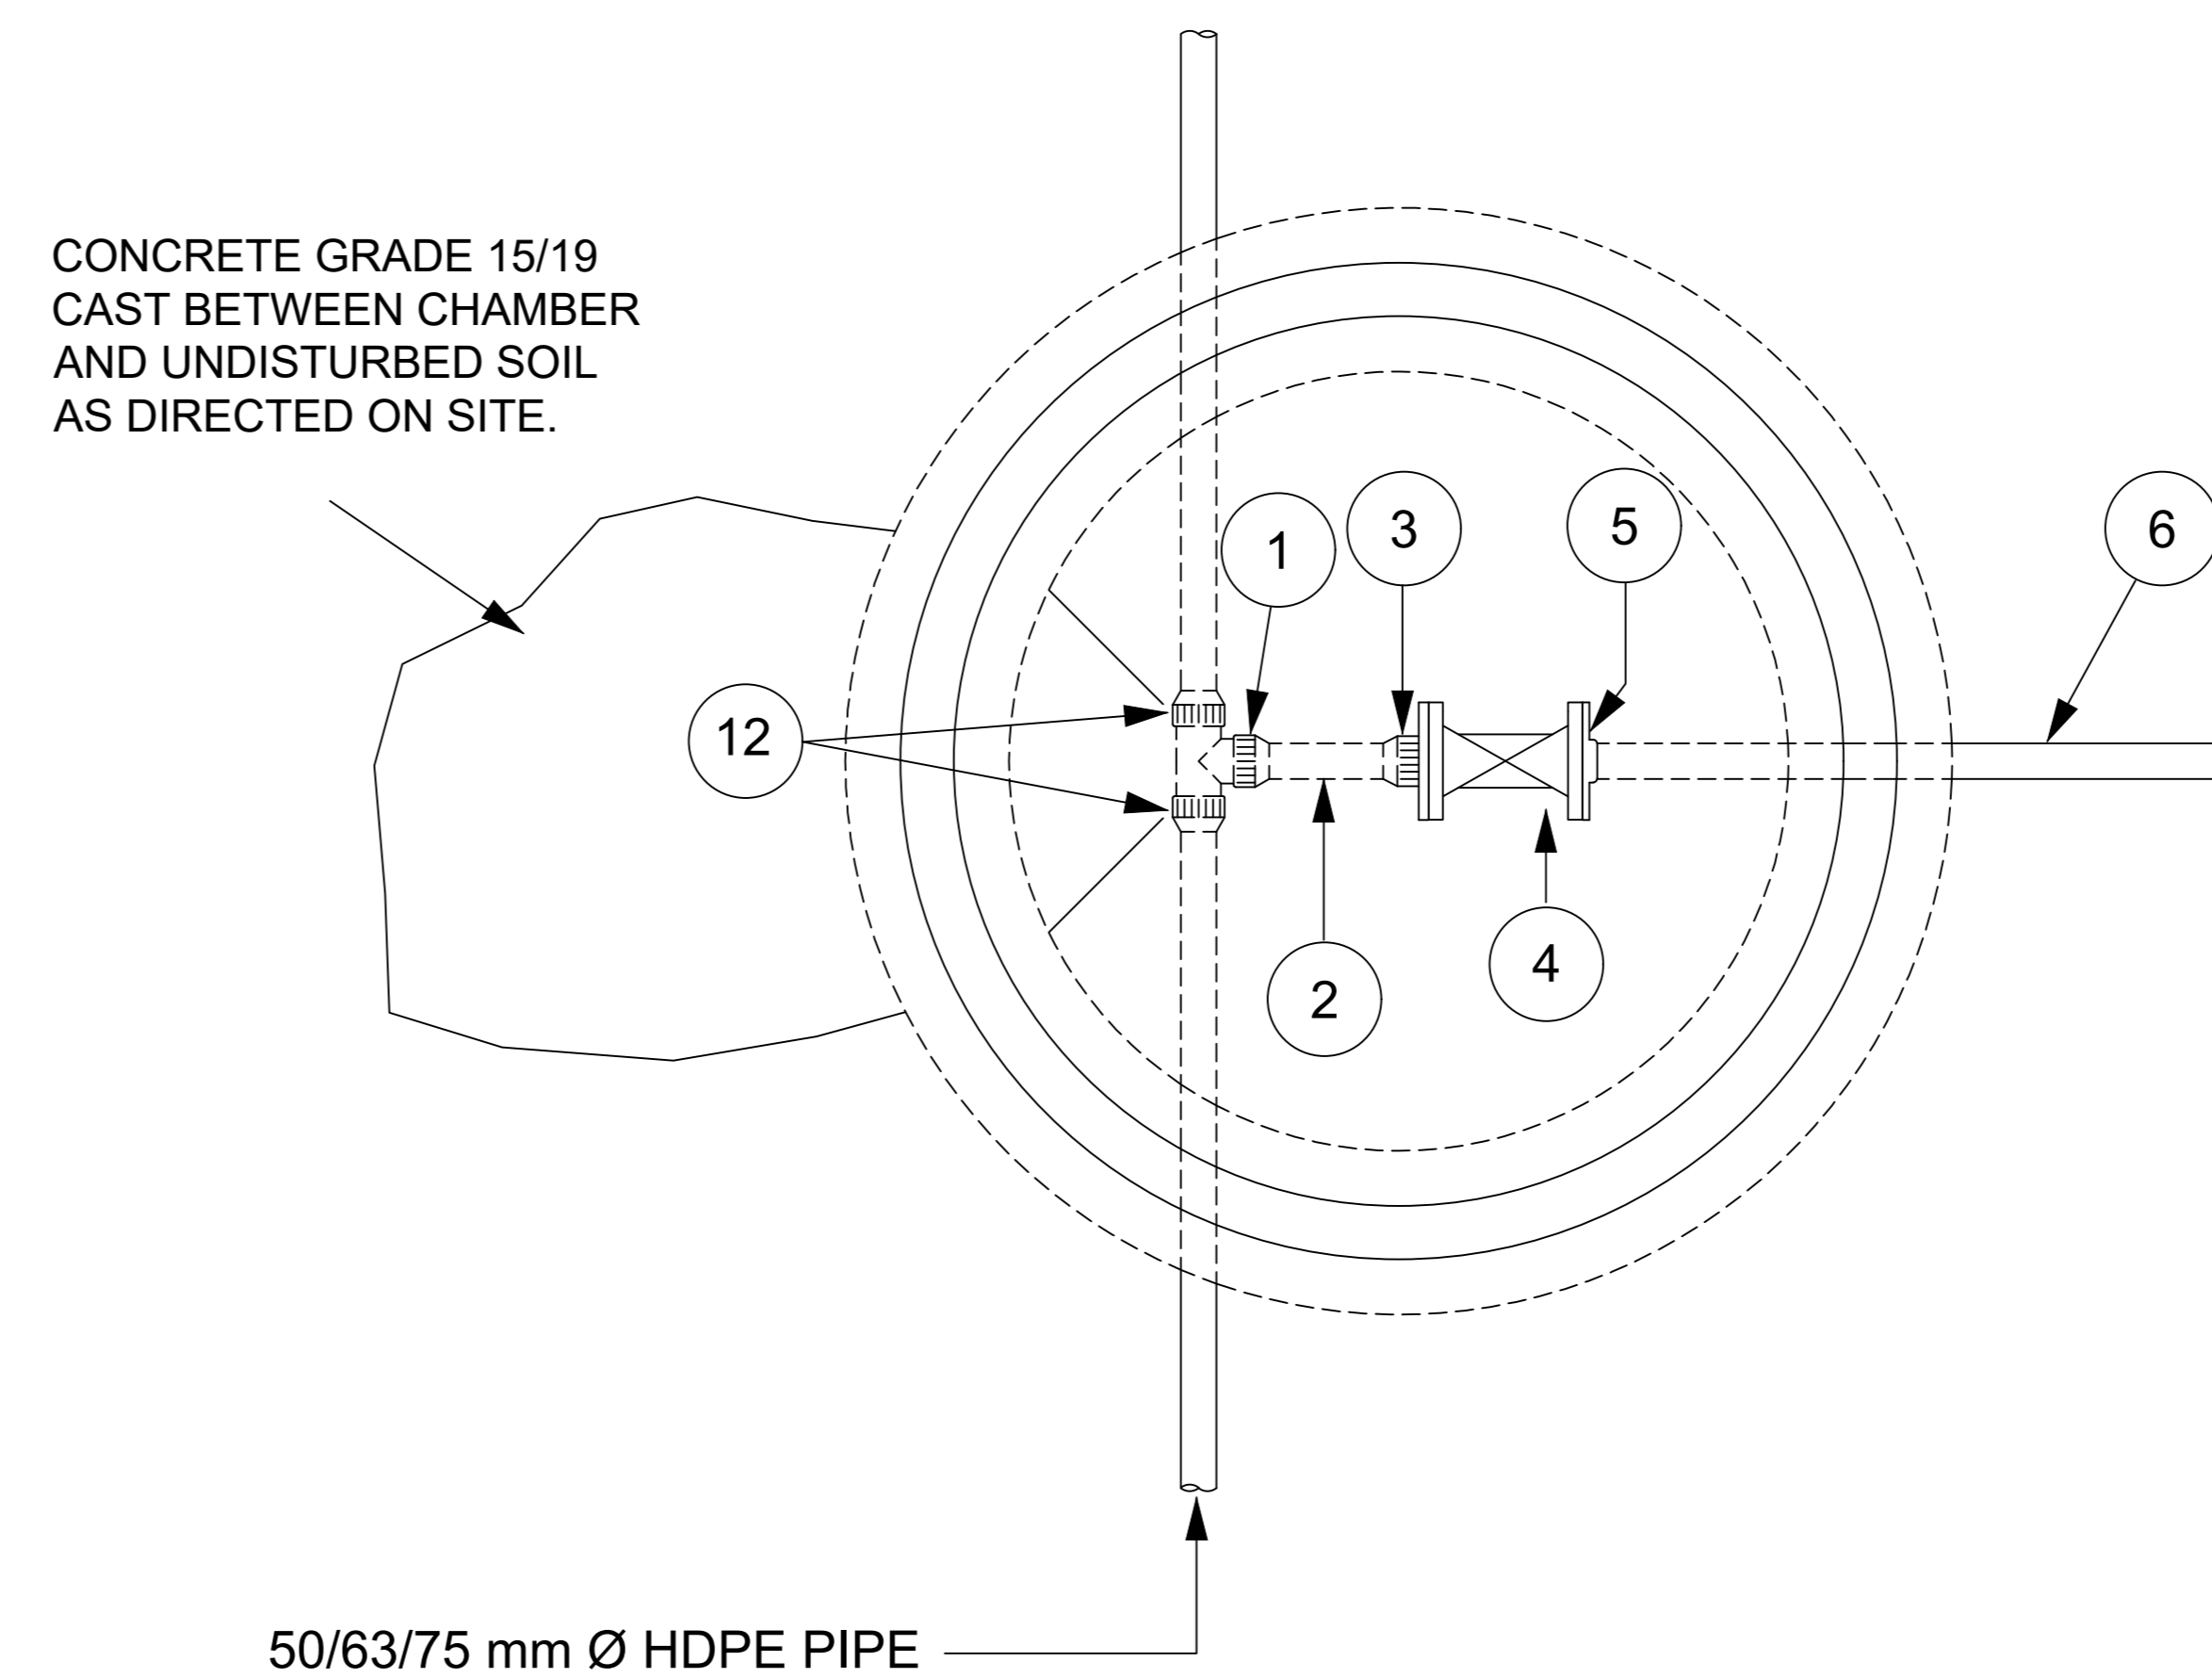 CONCRETE GRADE 15/19
CAST BETWEEN CHAMBER
AND UNDISTURBED SOIL
AS DIRECTED ON SITE.
1
3
5
6
12
2
4
50/63/75 mm Ø HDPE PIPE